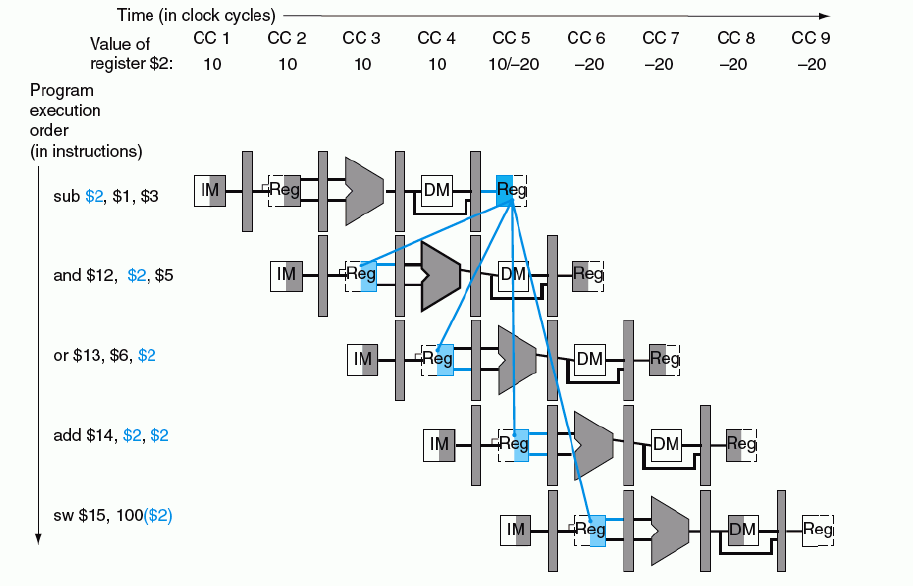 Time (in clock cycles)
CC 1 CC 2 CC 3 CC 4 CC 5 CC 6 CC 7 CC 8 CC 9
Value of
register $2: 10 10 10 10 10/–20 –20 –20 –20 –20
Program
execution
order
(in instructions)
sub $2, $1, $3
IM Reg DM Reg
and $12, $2, $5
IM Reg DM Reg
or $13, $6, $2
IM Reg DM Reg
add $14, $2, $2
IM Reg DM Reg
sw $15, 100($2)
IM Reg DM Reg